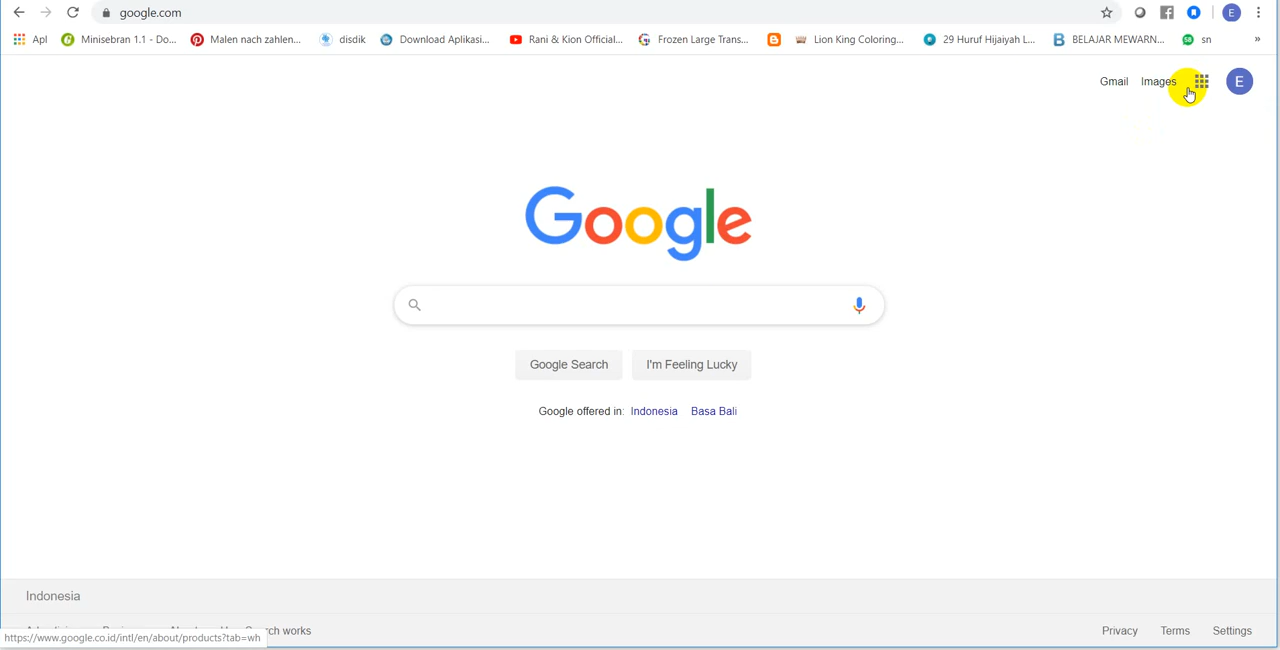 google.com
E
Apl Minisebran 1.1 - Do... Malen nach zahlen... disdik Download Aplikasi... Rani & Kion Official... Frozen Large Trans... Lion King Coloring... 29 Huruf Hijaiyah L... BELAJAR MEWARN... sn »
Gmail Images E
Google
Google Search I'm Feeling Lucky
Google offered in: Indonesia Basa Bali
Indonesia
works Privacy Terms Settings
https://www.google.co.id/intl/en/about/products?tab=wh